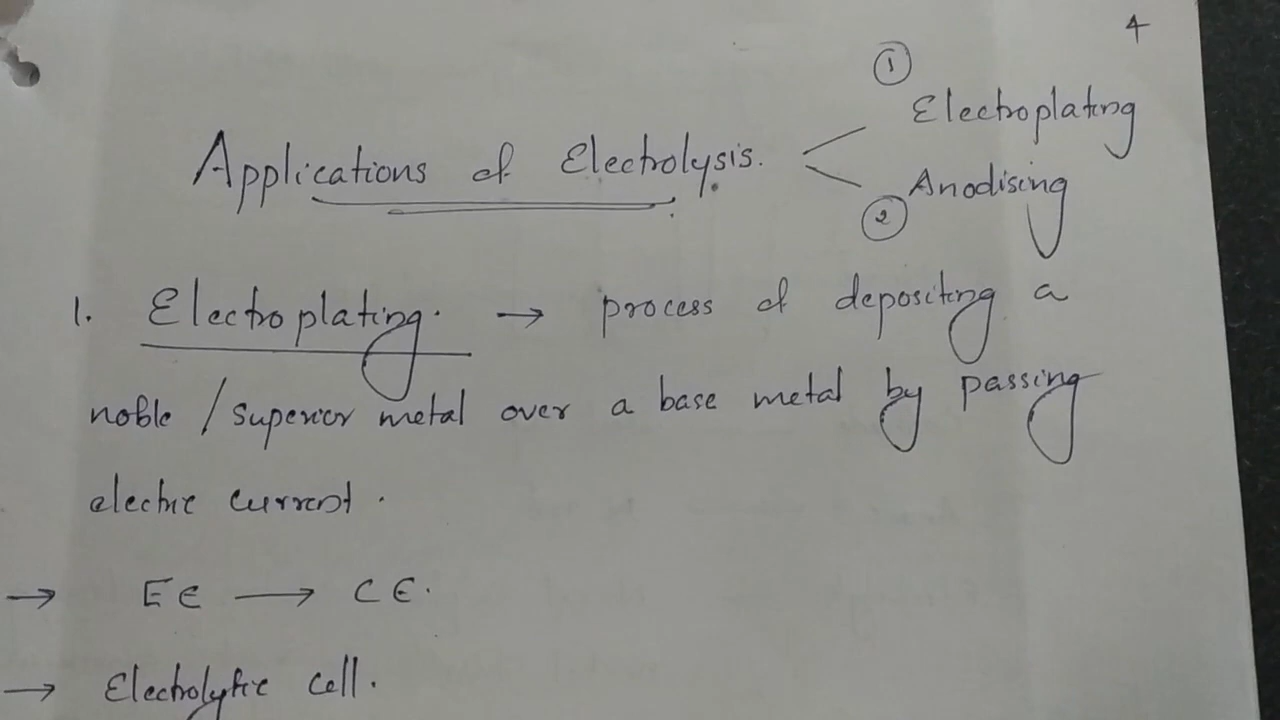 4
①
Electroplating
Applications of Electrolysis.
Anodising
②
1. Electroplating. → process of depositing a
noble / superior metal over a base metal by passing
electric current.
→ EE → CE.
→ Electrolytic cell.